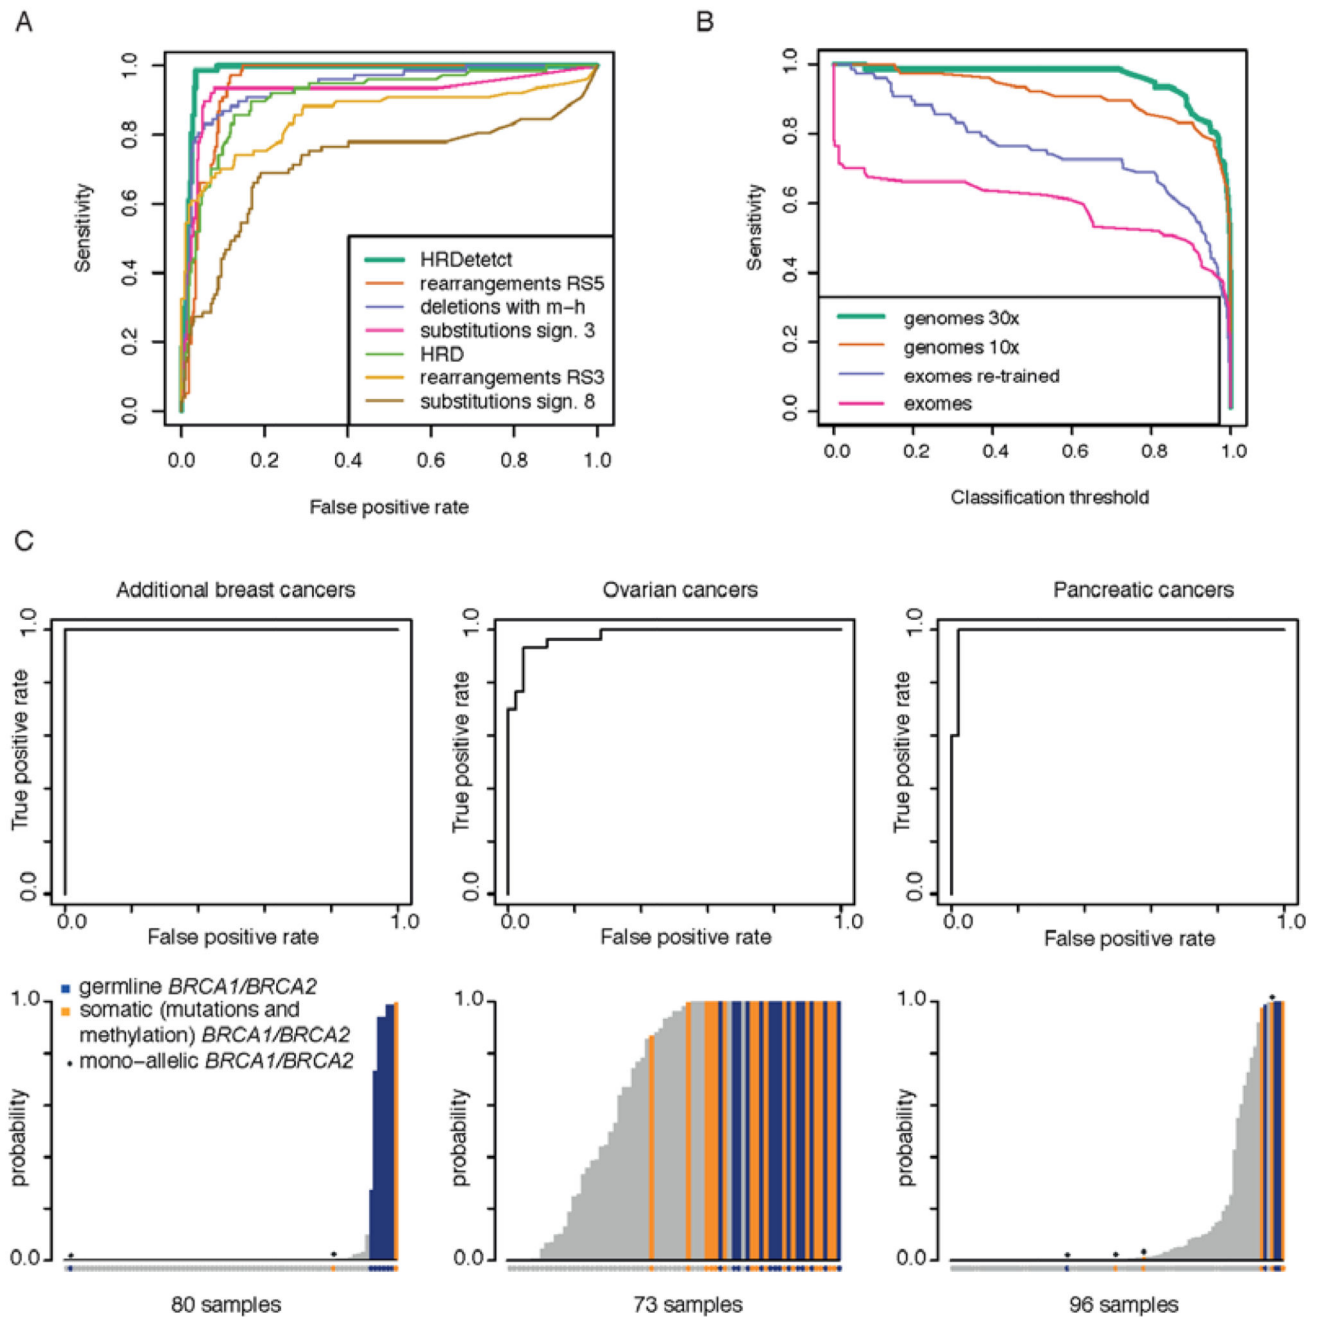 A
Sensitivity
0.0 0.2 0.4 0.6 0.8 1.0
HRDetetct
rearrangements RS5
deletions with m-h
substitutions sign. 3
HRD
rearrangements RS3
substitutions sign. 8
0.0 0.2 0.4 0.6 0.8 1.0
False positive rate
B
Sensitivity
0.0 0.2 0.4 0.6 0.8 1.0
genomes 30x
genomes 10x
exomes re-trained
exomes
0.0 0.2 0.4 0.6 0.8 1.0
Classification threshold
C
Additional breast cancers
True positive rate
0.0 1.0
0.0 1.0
False positive rate
Ovarian cancers
True positive rate
0.0 1.0
0.0 1.0
False positive rate
Pancreatic cancers
True positive rate
0.0 1.0
0.0 1.0
False positive rate
germline BRCA1/BRCA2
somatic (mutations and
methylation) BRCA1/BRCA2
mono-allelic BRCA1/BRCA2
1.0
probability
0.0
80 samples
1.0
probability
0.0
73 samples
1.0
probability
0.0
96 samples